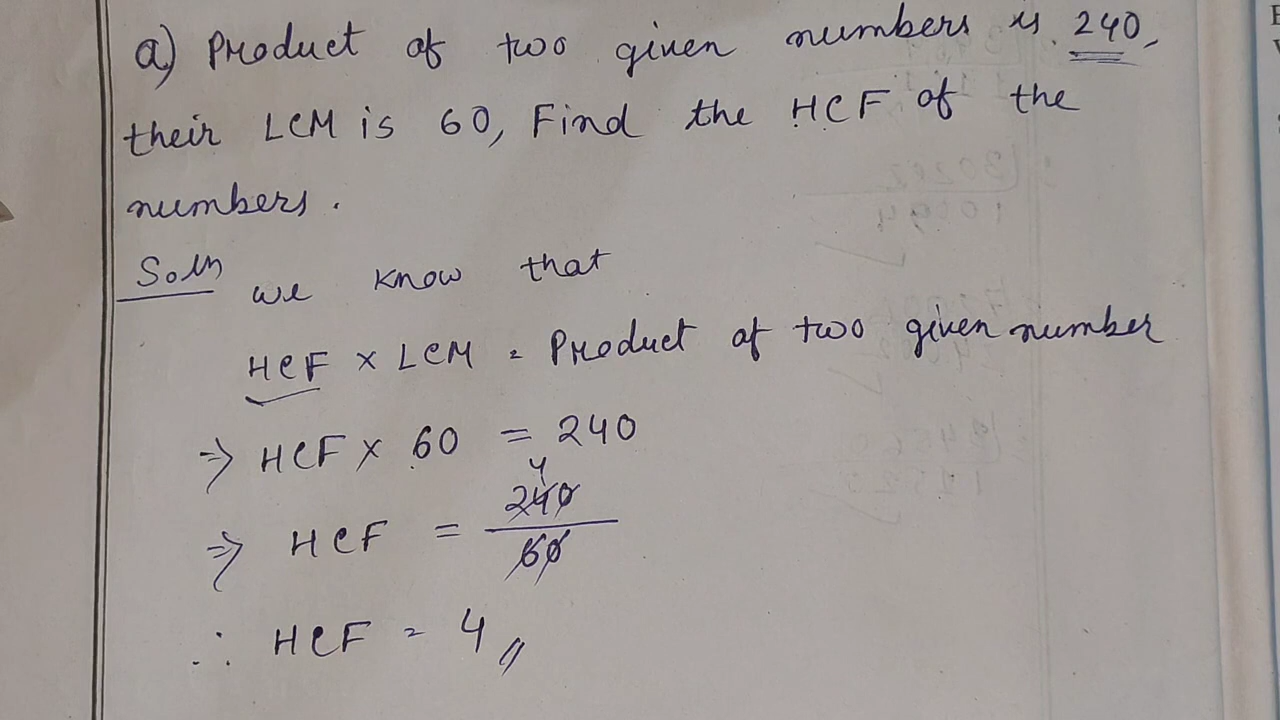 a) Product of two given numbers is 240,
their LCM is 60, Find the HCF of the
numbers.
Soln we know that
HCF × LCM = Product of two given number
⇒ HCF × 60 = 240
4
⇒ HCF = 240/60
∴ HCF = 4